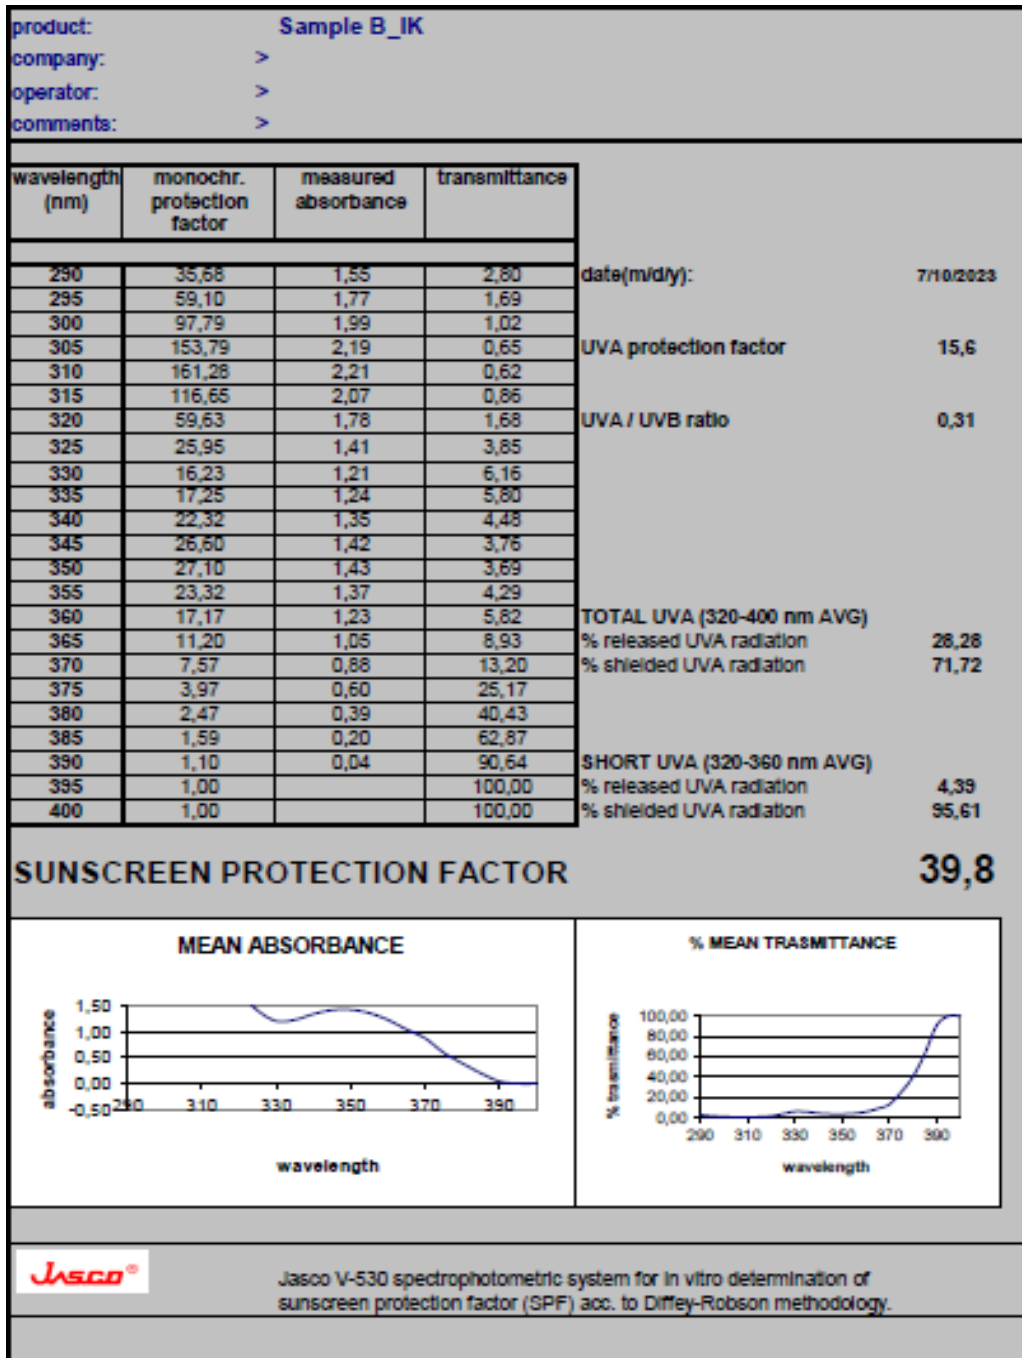 product: Sample B_IK
company: >
operator: >
comments: >
wavelength (nm) monochr. protection factor measured absorbance transmittance
290 35,68 1,55 2,80 date(m/d/y): 7/10/2023
295 59,10 1,77 1,69
300 97,79 1,99 1,02
305 153,79 2,19 0,65 UVA protection factor 15,6
310 161,28 2,21 0,62
315 116,65 2,07 0,86
320 59,63 1,78 1,68 UVA / UVB ratio 0,31
325 25,95 1,41 3,85
330 16,23 1,21 6,16
335 17,25 1,24 5,80
340 22,32 1,35 4,48
345 26,60 1,42 3,76
350 27,10 1,43 3,69
355 23,32 1,37 4,29
360 17,17 1,23 5,82 TOTAL UVA (320-400 nm AVG)
365 11,20 1,05 8,93 % released UVA radiation 28,28
370 7,57 0,88 13,20 % shielded UVA radiation 71,72
375 3,97 0,60 25,17
380 2,47 0,39 40,43
385 1,59 0,20 62,87
390 1,10 0,04 90,64 SHORT UVA (320-360 nm AVG)
395 1,00 100,00 % released UVA radiation 4,39
400 1,00 100,00 % shielded UVA radiation 95,61
SUNSCREEN PROTECTION FACTOR 39,8
MEAN ABSORBANCE
absorbance
1,50
1,00
0,50
0,00
-0,50
290 310 330 350 370 390
wavelength
% MEAN TRASMITTANCE
% trasmittance
100,00
80,00
60,00
40,00
20,00
0,00
290 310 330 350 370 390
wavelength
JASCO®
Jasco V-530 spectrophotometric system for in vitro determination of
sunscreen protection factor (SPF) acc. to Diffey-Robson methodology.